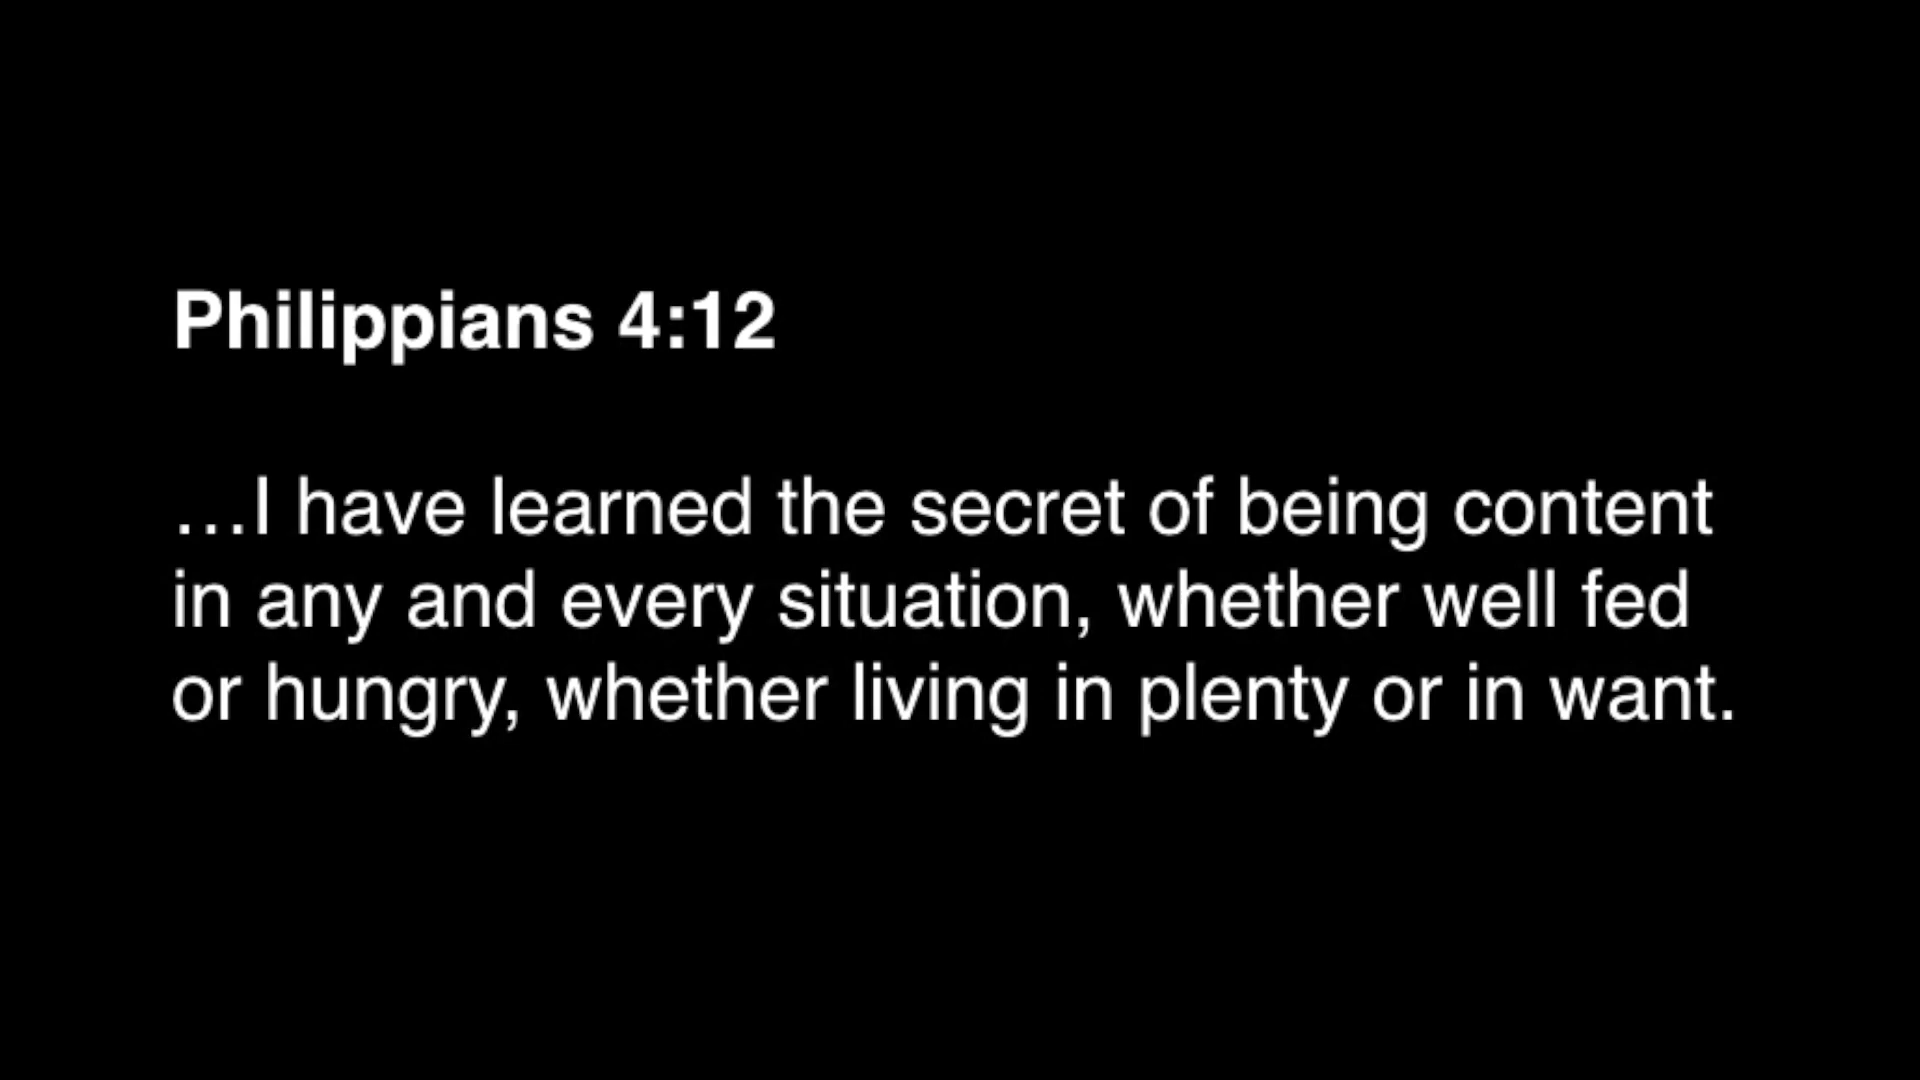 Philippians 4:12
…I have learned the secret of being content
in any and every situation, whether well fed
or hungry, whether living in plenty or in want.